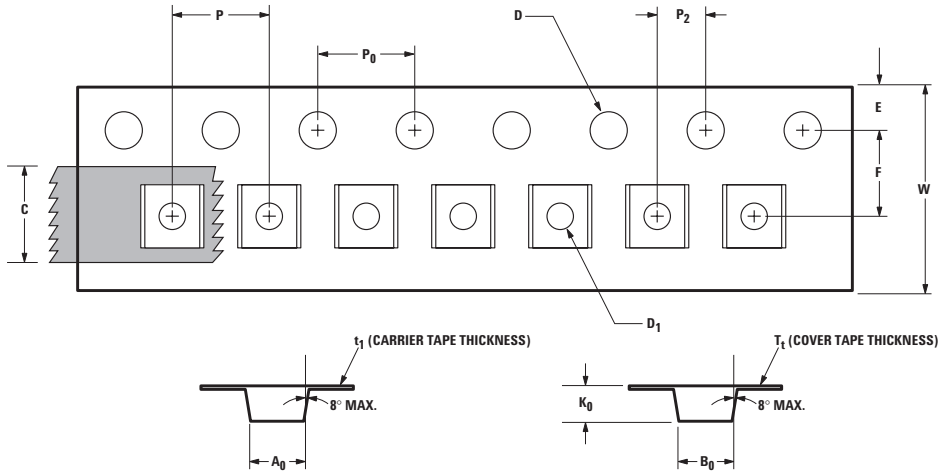 P
D
P2
P0
E
F
W
C
D1
t1 (CARRIER TAPE THICKNESS)
Tt (COVER TAPE THICKNESS)
K0
8° MAX.
8° MAX.
A0
B0